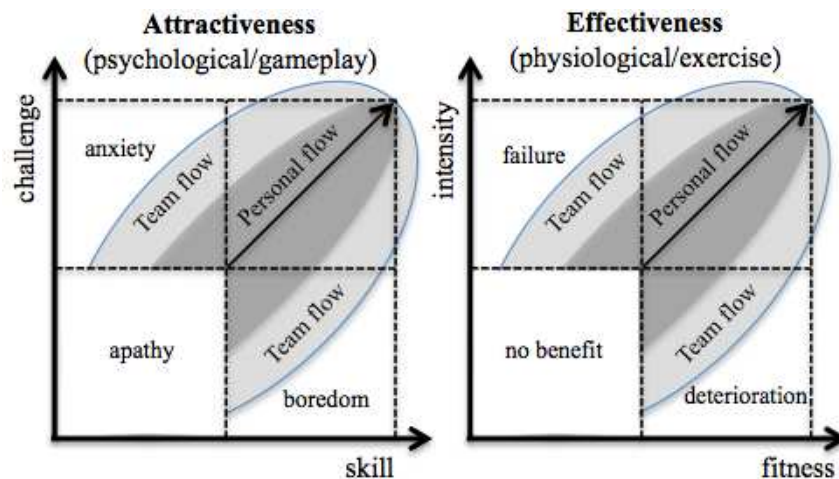 Attractiveness
(psychological/gameplay)
challenge
anxiety
Team flow
Personal flow
apathy
Team flow
boredom
skill
Effectiveness
(physiological/exercise)
intensity
failure
Team flow
Personal flow
no benefit
Team flow
deterioration
fitness